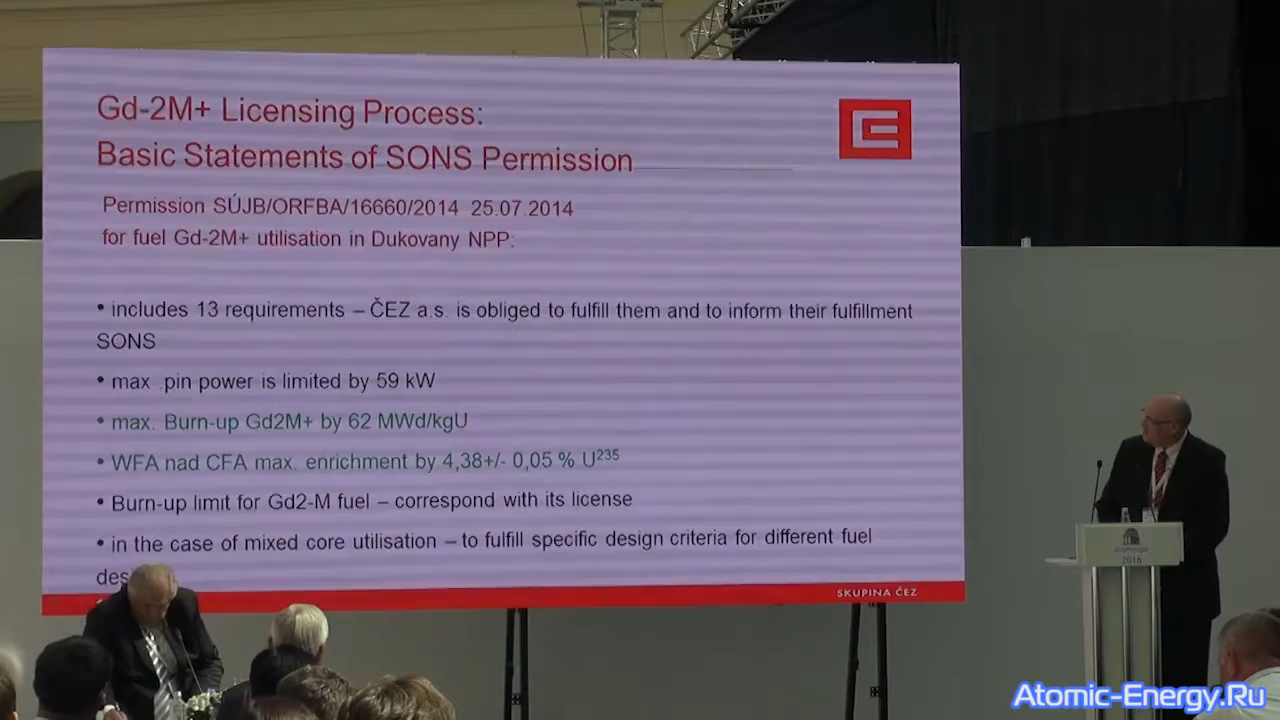 Gd-2M+ Licensing Process:
Basic Statements of SONS Permission
Permission SÚJB/ORFBA/16660/2014 25.07.2014
for fuel Gd-2M+ utilisation in Dukovany NPP:
• includes 13 requirements – ČEZ a.s. is obliged to fulfill them and to inform their fulfillment
SONS
• max .pin power is limited by 59 kW
• max. Burn-up Gd2M+ by 62 MWd/kgU
• WFA nad CFA max. enrichment by 4,38+/- 0,05 % U²³⁵
• Burn-up limit for Gd2-M fuel – correspond with its license
• in the case of mixed core utilisation – to fulfill specific design criteria for different fuel
SKUPINA ČEZ
2016
Atomic-Energy.Ru